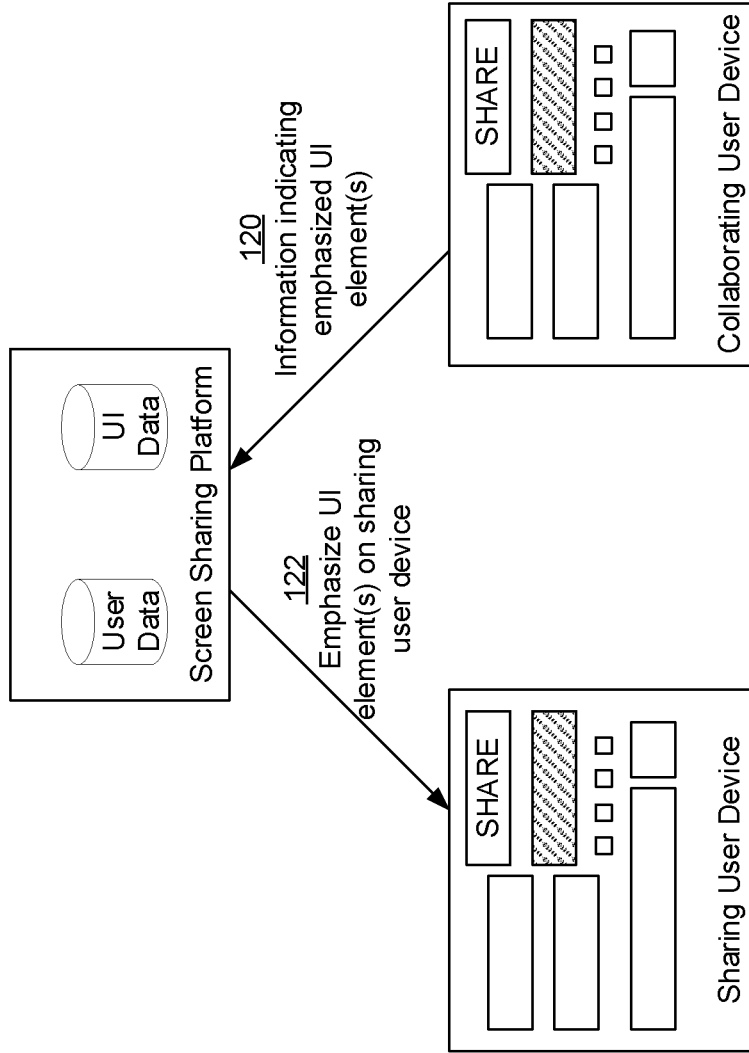 User
Data
UI
Data
Screen Sharing Platform
122
Emphasize UI
element(s) on sharing
user device
120
Information indicating
emphasized UI
element(s)
SHARE
Sharing User Device
SHARE
Collaborating User Device